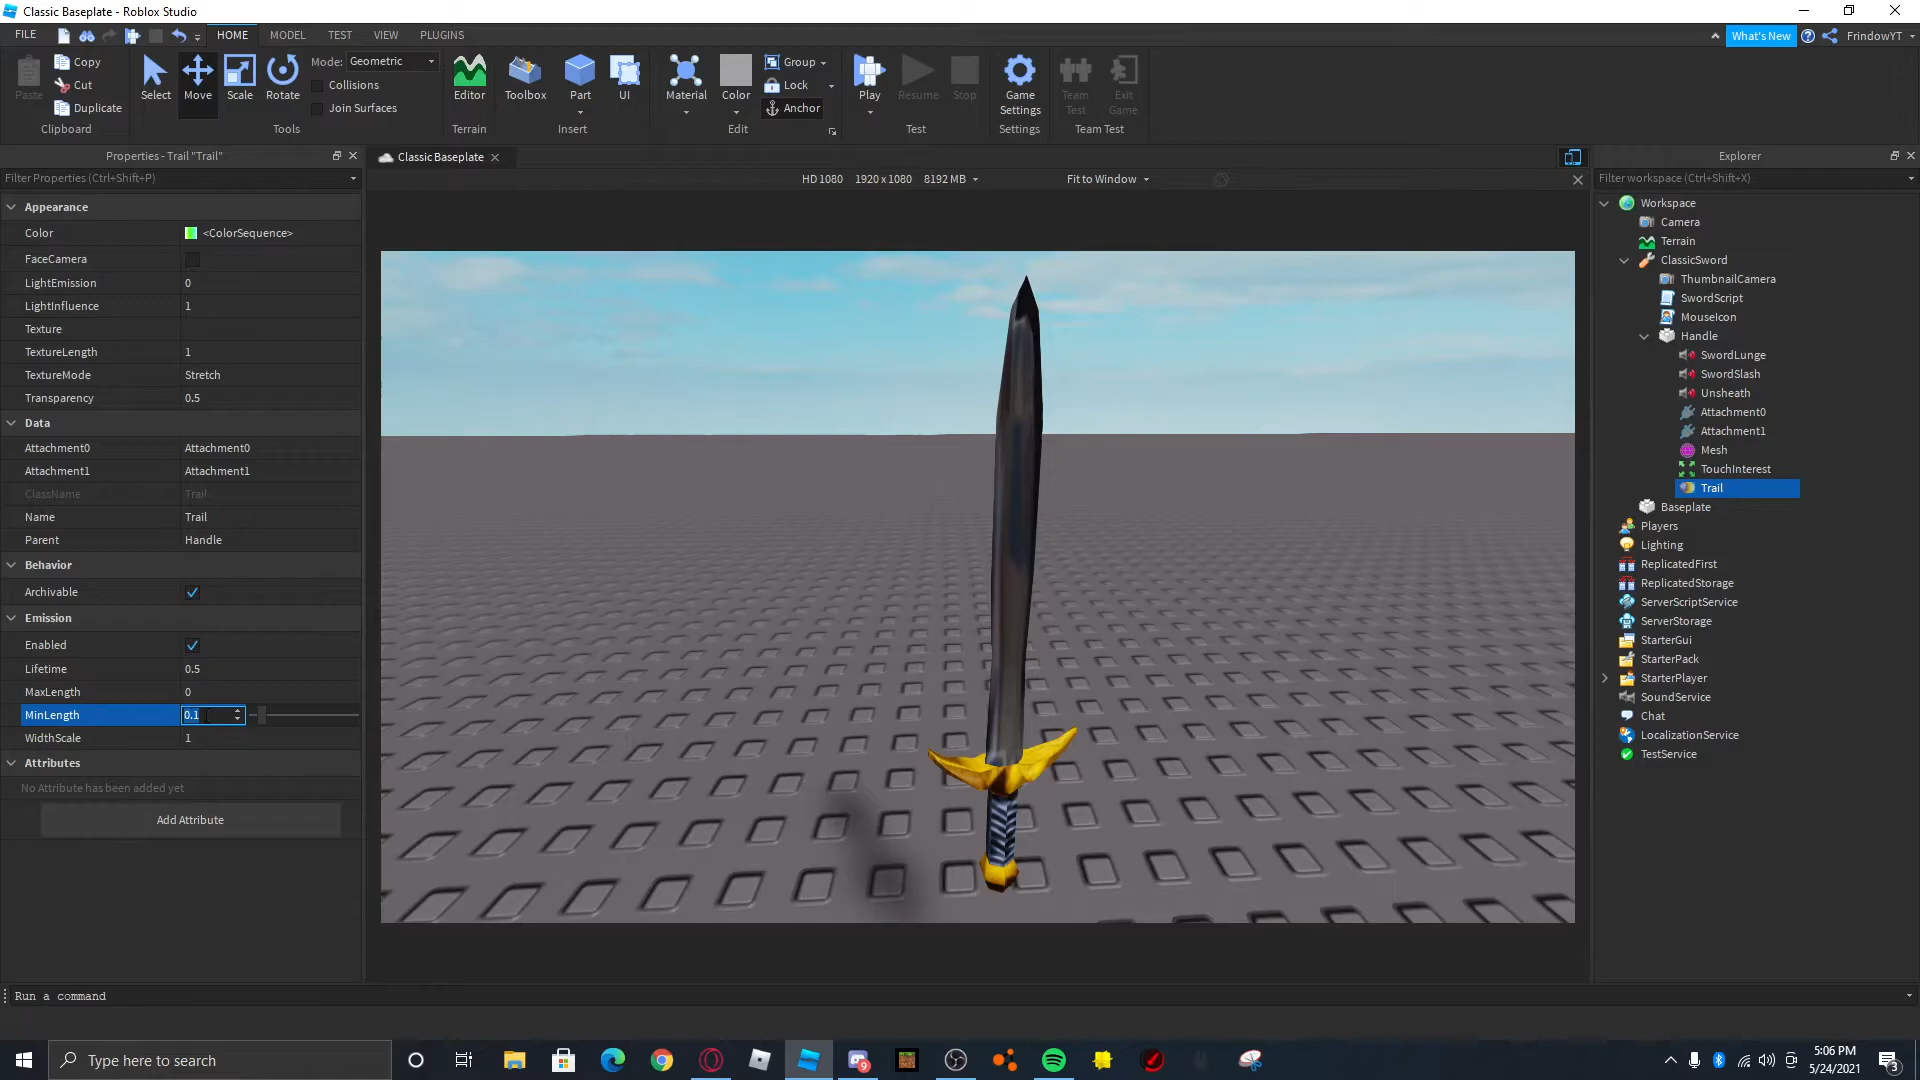 Classic Baseplate - Roblox Studio
FILE HOME MODEL TEST VIEW PLUGINS What's New FrindowYT
Paste Copy Cut Duplicate Clipboard
Select Move Scale Rotate Mode: Geometric Collisions Join Surfaces Tools
Editor Terrain
Toolbox Part UI Insert
Material Color Group Lock Anchor Edit
Play Resume Stop Test
Game Settings Settings
Team Test Exit Game Team Test
Properties - Trail "Trail"
Filter Properties (Ctrl+Shift+P)
Appearance
Color <ColorSequence>
FaceCamera
LightEmission 0
LightInfluence 1
Texture
TextureLength 1
TextureMode Stretch
Transparency 0.5
Data
Attachment0 Attachment0
Attachment1 Attachment1
ClassName Trail
Name Trail
Parent Handle
Behavior
Archivable
Emission
Enabled
Lifetime 0.5
MaxLength 0
MinLength 0.1
WidthScale 1
Attributes
No Attribute has been added yet
Add Attribute
Classic Baseplate
HD 1080 1920 x 1080 8192 MB Fit to Window
Explorer
Filter workspace (Ctrl+Shift+X)
Workspace
Camera
Terrain
ClassicSword
ThumbnailCamera
SwordScript
MouseIcon
Handle
SwordLunge
SwordSlash
Unsheath
Attachment0
Attachment1
Mesh
TouchInterest
Trail
Baseplate
Players
Lighting
ReplicatedFirst
ReplicatedStorage
ServerScriptService
ServerStorage
StarterGui
StarterPack
StarterPlayer
SoundService
Chat
LocalizationService
TestService
Run a command
Type here to search
9
5:06 PM
5/24/2021
3